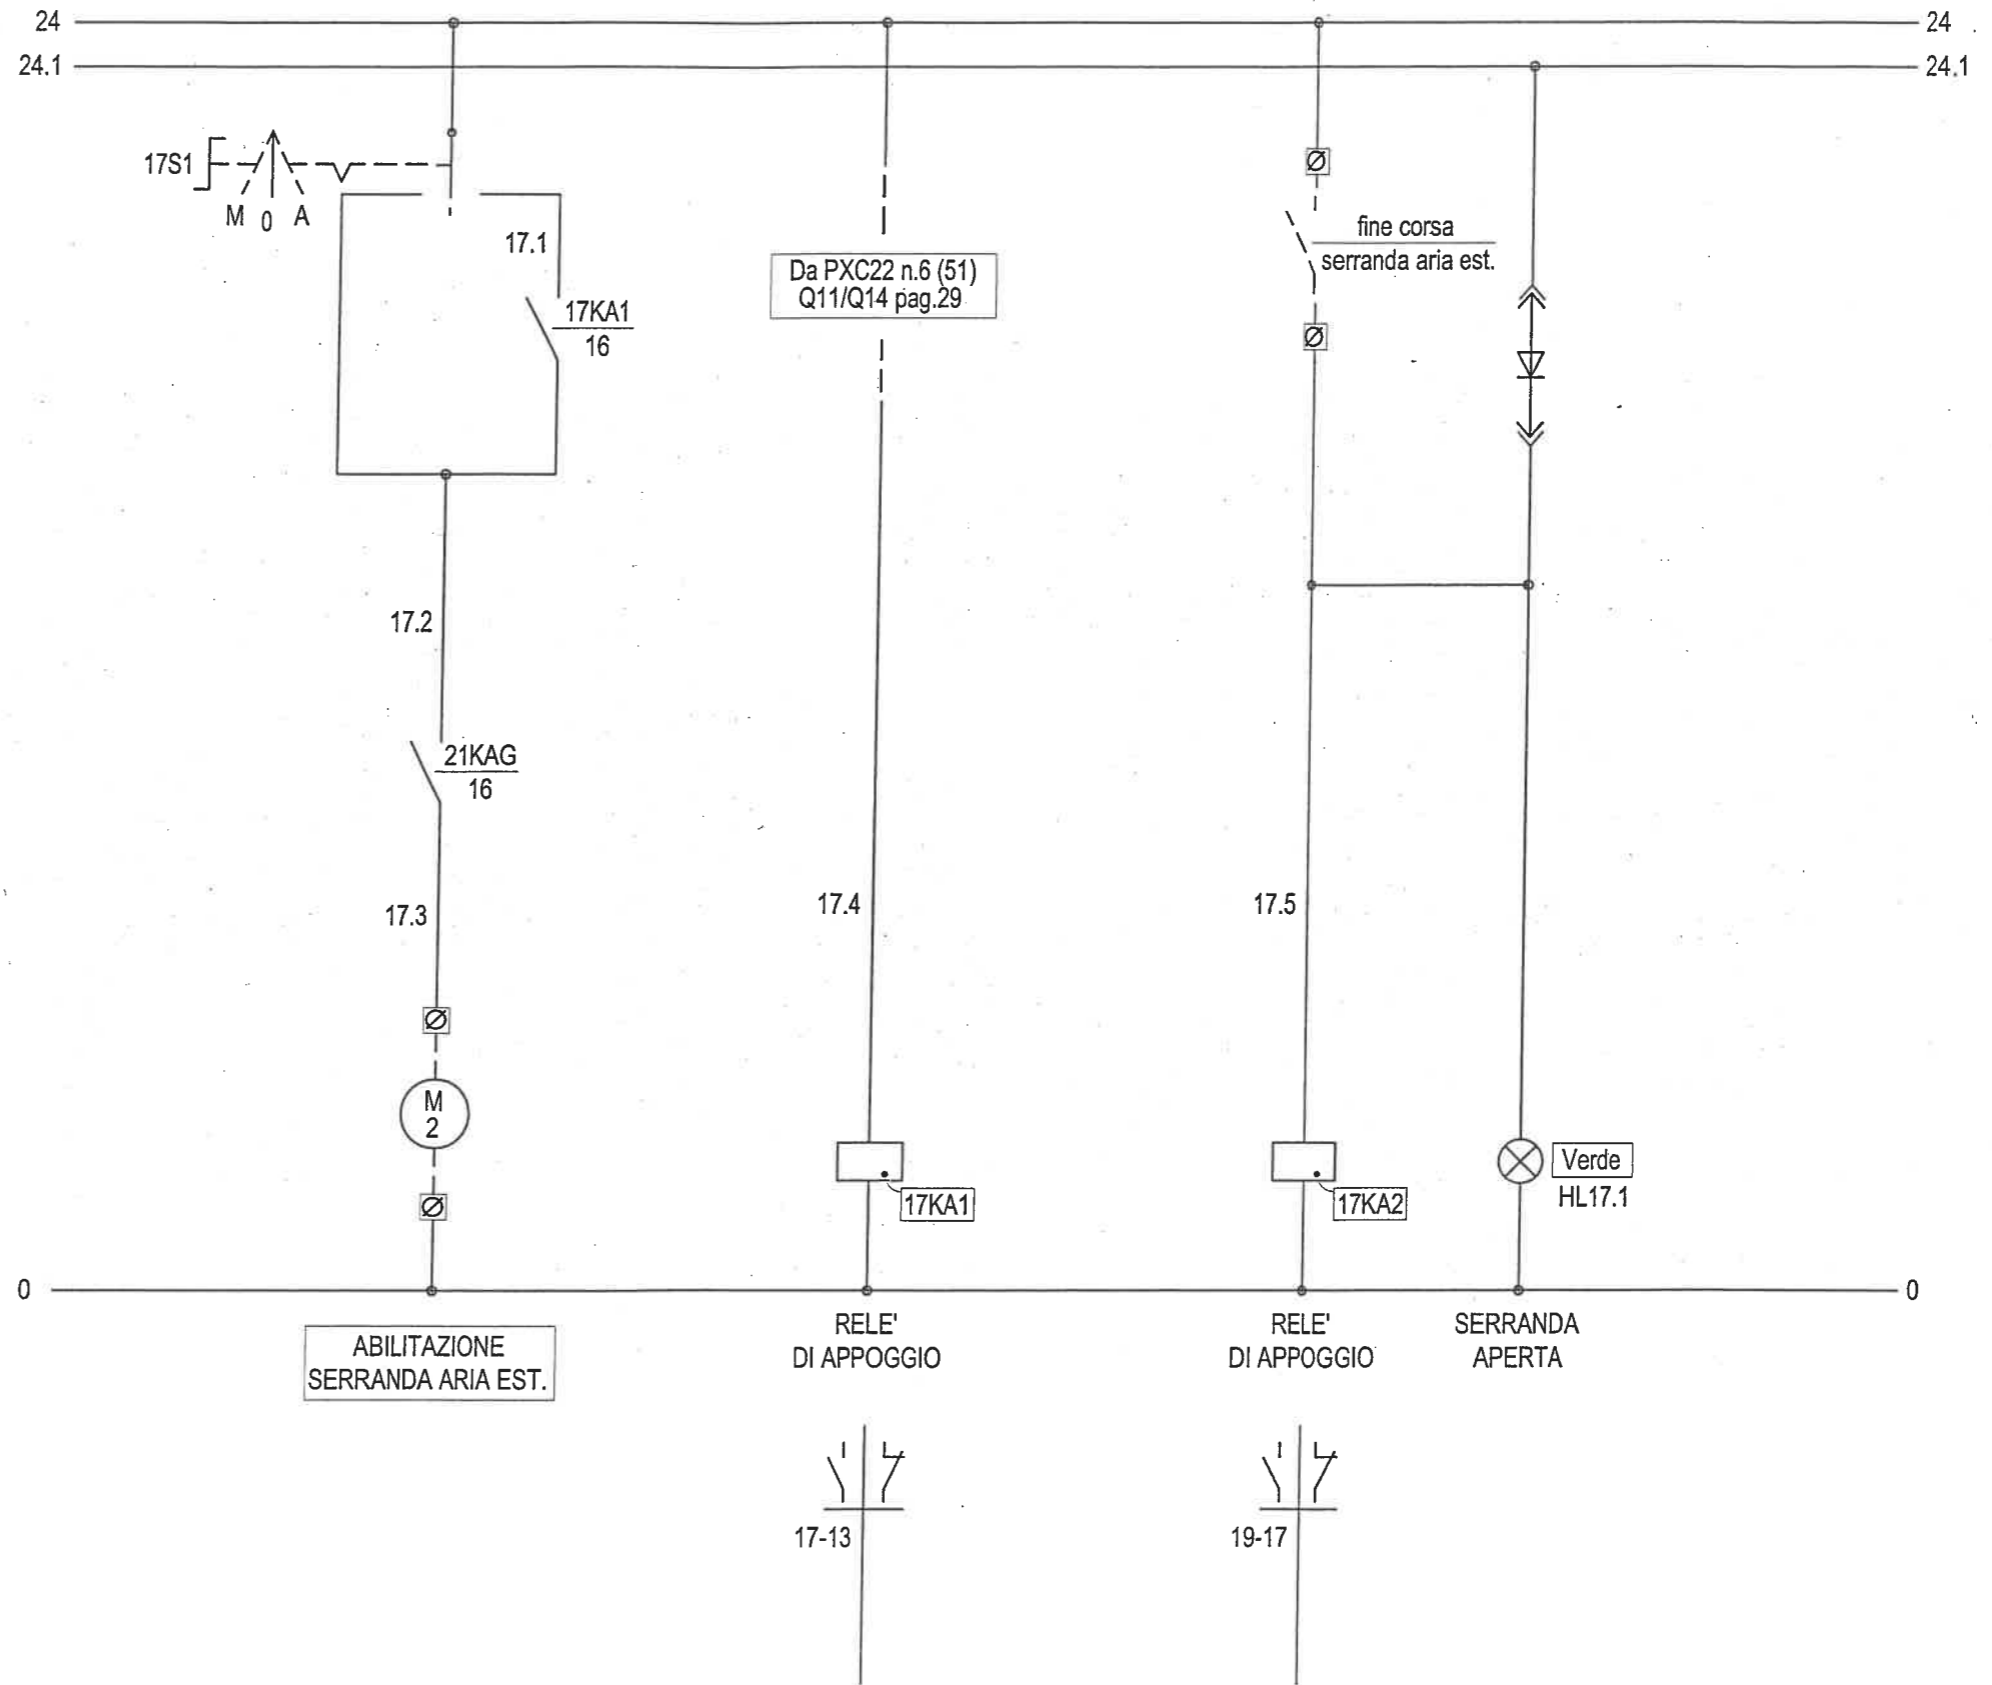 24
24
24.1
24.1
17S1
M 0 A
17.1
17KA1
16
Da PXC22 n.6 (51)
Q11/Q14 pag.29
fine corsa
serranda aria est.
17.2
21KAG
16
17.3
17.4
17.5
M
2
17KA1
17KA2
Verde
HL17.1
0
0
ABILITAZIONE
SERRANDA ARIA EST.
RELE'
DI APPOGGIO
RELE'
DI APPOGGIO
SERRANDA
APERTA
17-13
19-17